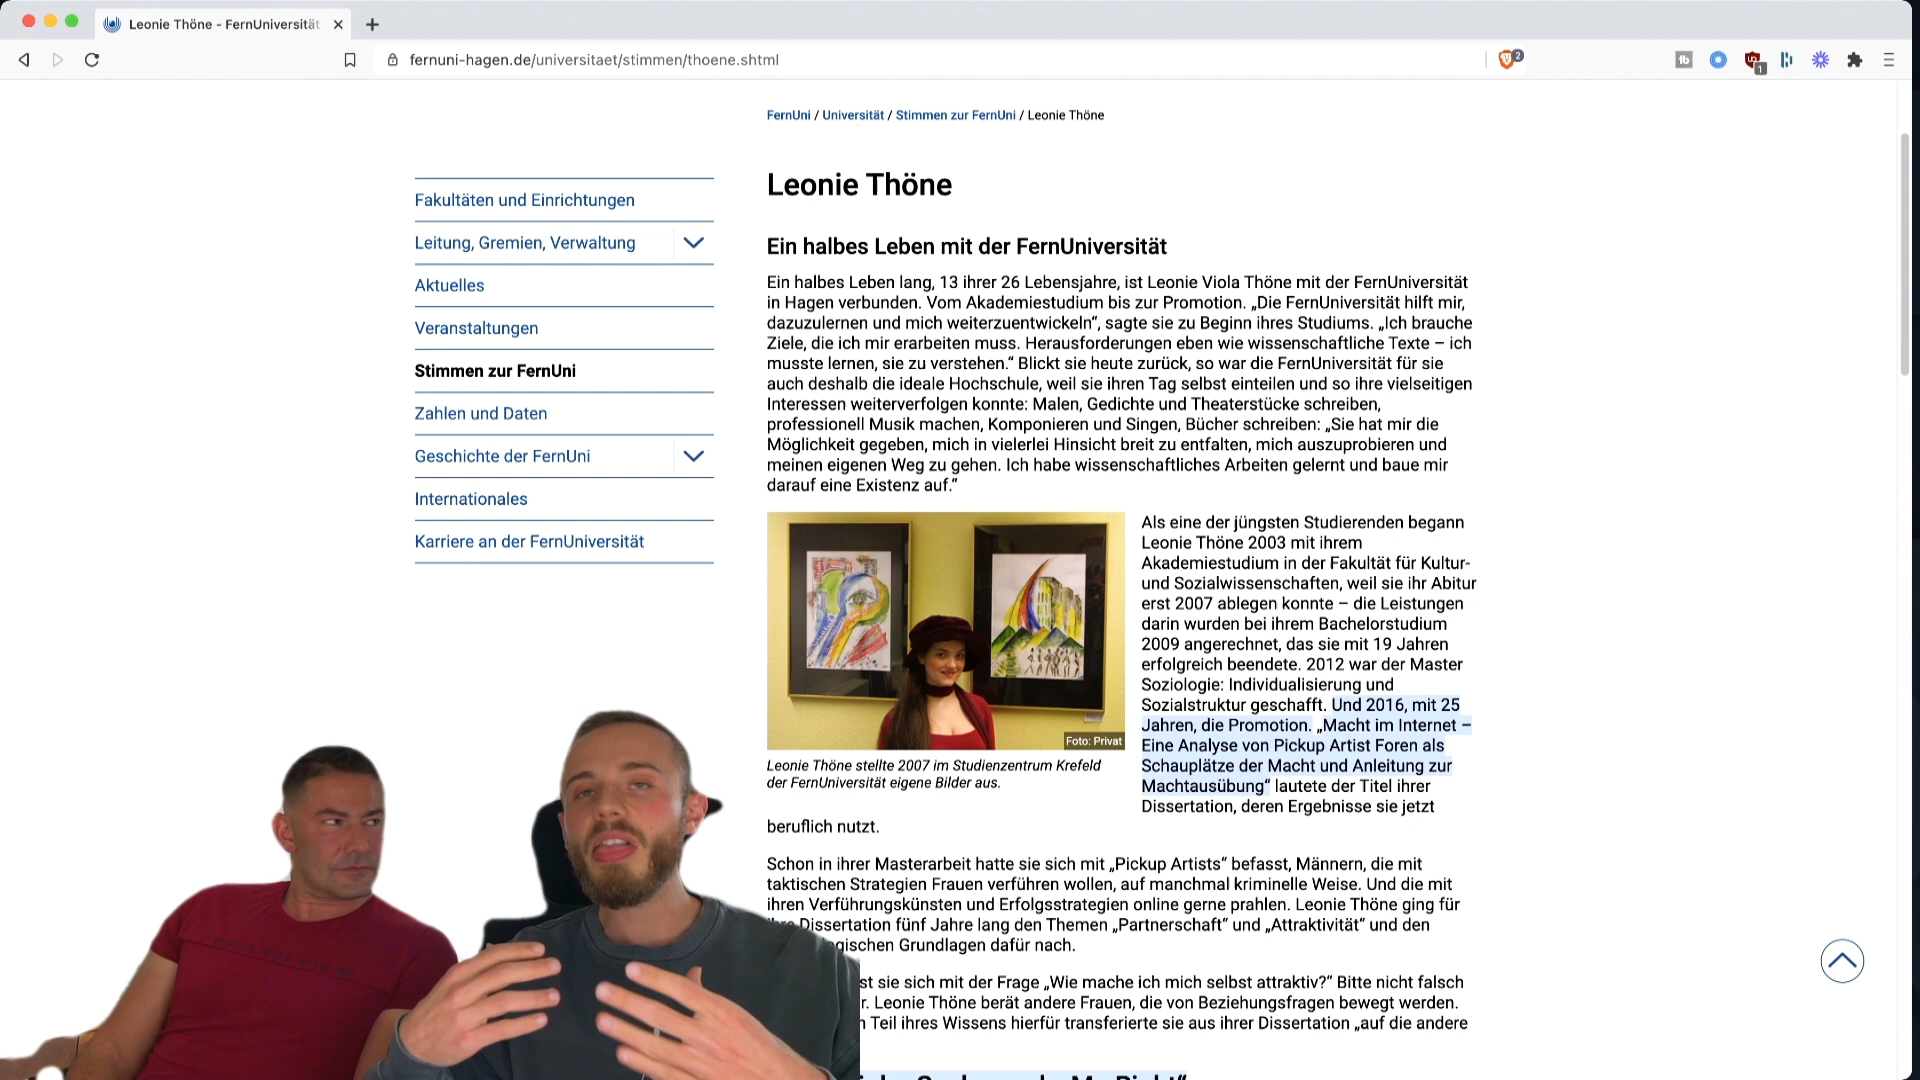 Leonie Thöne - FernUniversität
fernuni-hagen.de/universitaet/stimmen/thoene.shtml
2
1
FernUni / Universität / Stimmen zur FernUni / Leonie Thöne
Fakultäten und Einrichtungen
Leitung, Gremien, Verwaltung
Aktuelles
Veranstaltungen
Stimmen zur FernUni
Zahlen und Daten
Geschichte der FernUni
Internationales
Karriere an der FernUniversität
Leonie Thöne
Ein halbes Leben mit der FernUniversität
Ein halbes Leben lang, 13 ihrer 26 Lebensjahre, ist Leonie Viola Thöne mit der FernUniversität
in Hagen verbunden. Vom Akademiestudium bis zur Promotion. „Die FernUniversität hilft mir,
dazuzulernen und mich weiterzuentwickeln“, sagte sie zu Beginn ihres Studiums. „Ich brauche
Ziele, die ich mir erarbeiten muss. Herausforderungen eben wie wissenschaftliche Texte – ich
musste lernen, sie zu verstehen.“ Blickt sie heute zurück, so war die FernUniversität für sie
auch deshalb die ideale Hochschule, weil sie ihren Tag selbst einteilen und so ihre vielseitigen
Interessen weiterverfolgen konnte: Malen, Gedichte und Theaterstücke schreiben,
professionell Musik machen, Komponieren und Singen, Bücher schreiben: „Sie hat mir die
Möglichkeit gegeben, mich in vielerlei Hinsicht breit zu entfalten, mich auszuprobieren und
meinen eigenen Weg zu gehen. Ich habe wissenschaftliches Arbeiten gelernt und baue mir
darauf eine Existenz auf.“
Foto: Privat
Leonie Thöne stellte 2007 im Studienzentrum Krefeld
der FernUniversität eigene Bilder aus.
Als eine der jüngsten Studierenden begann
Leonie Thöne 2003 mit ihrem
Akademiestudium in der Fakultät für Kultur-
und Sozialwissenschaften, weil sie ihr Abitur
erst 2007 ablegen konnte – die Leistungen
darin wurden bei ihrem Bachelorstudium
2009 angerechnet, das sie mit 19 Jahren
erfolgreich beendete. 2012 war der Master
Soziologie: Individualisierung und
Sozialstruktur geschafft. Und 2016, mit 25
Jahren, die Promotion. „Macht im Internet –
Eine Analyse von Pickup Artist Foren als
Schauplätze der Macht und Anleitung zur
Machtausübung“ lautete der Titel ihrer
Dissertation, deren Ergebnisse sie jetzt
beruflich nutzt.
Schon in ihrer Masterarbeit hatte sie sich mit „Pickup Artists“ befasst, Männern, die mit
taktischen Strategien Frauen verführen wollen, auf manchmal kriminelle Weise. Und die mit
ihren Verführungskünsten und Erfolgsstrategien online gerne prahlen. Leonie Thöne ging für
Dissertation fünf Jahre lang den Themen „Partnerschaft“ und „Attraktivität“ und den
ogischen Grundlagen dafür nach.
st sie sich mit der Frage „Wie mache ich mich selbst attraktiv?“ Bitte nicht falsch
r. Leonie Thöne berät andere Frauen, die von Beziehungsfragen bewegt werden.
Teil ihres Wissens hierfür transferierte sie aus ihrer Dissertation „auf die andere